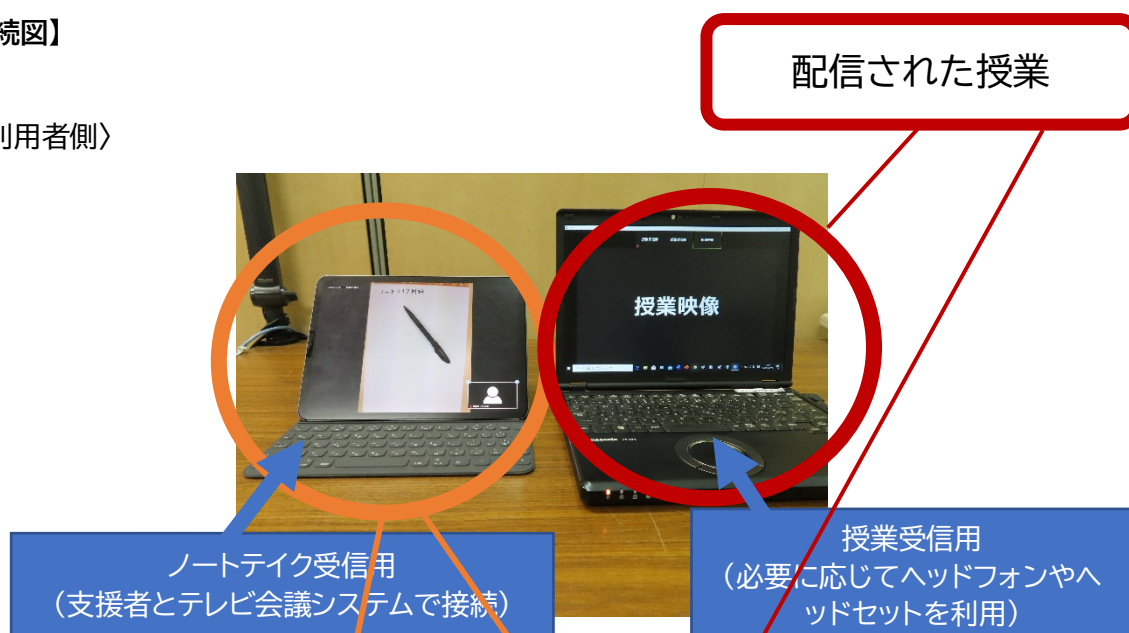 続図】
利用者側〉
配信された授業
授業映像
ノートテイク受信用
（支援者とテレビ会議システムで接続）
授業受信用
（必要に応じてヘッドフォンやヘ
ッドセットを利用）